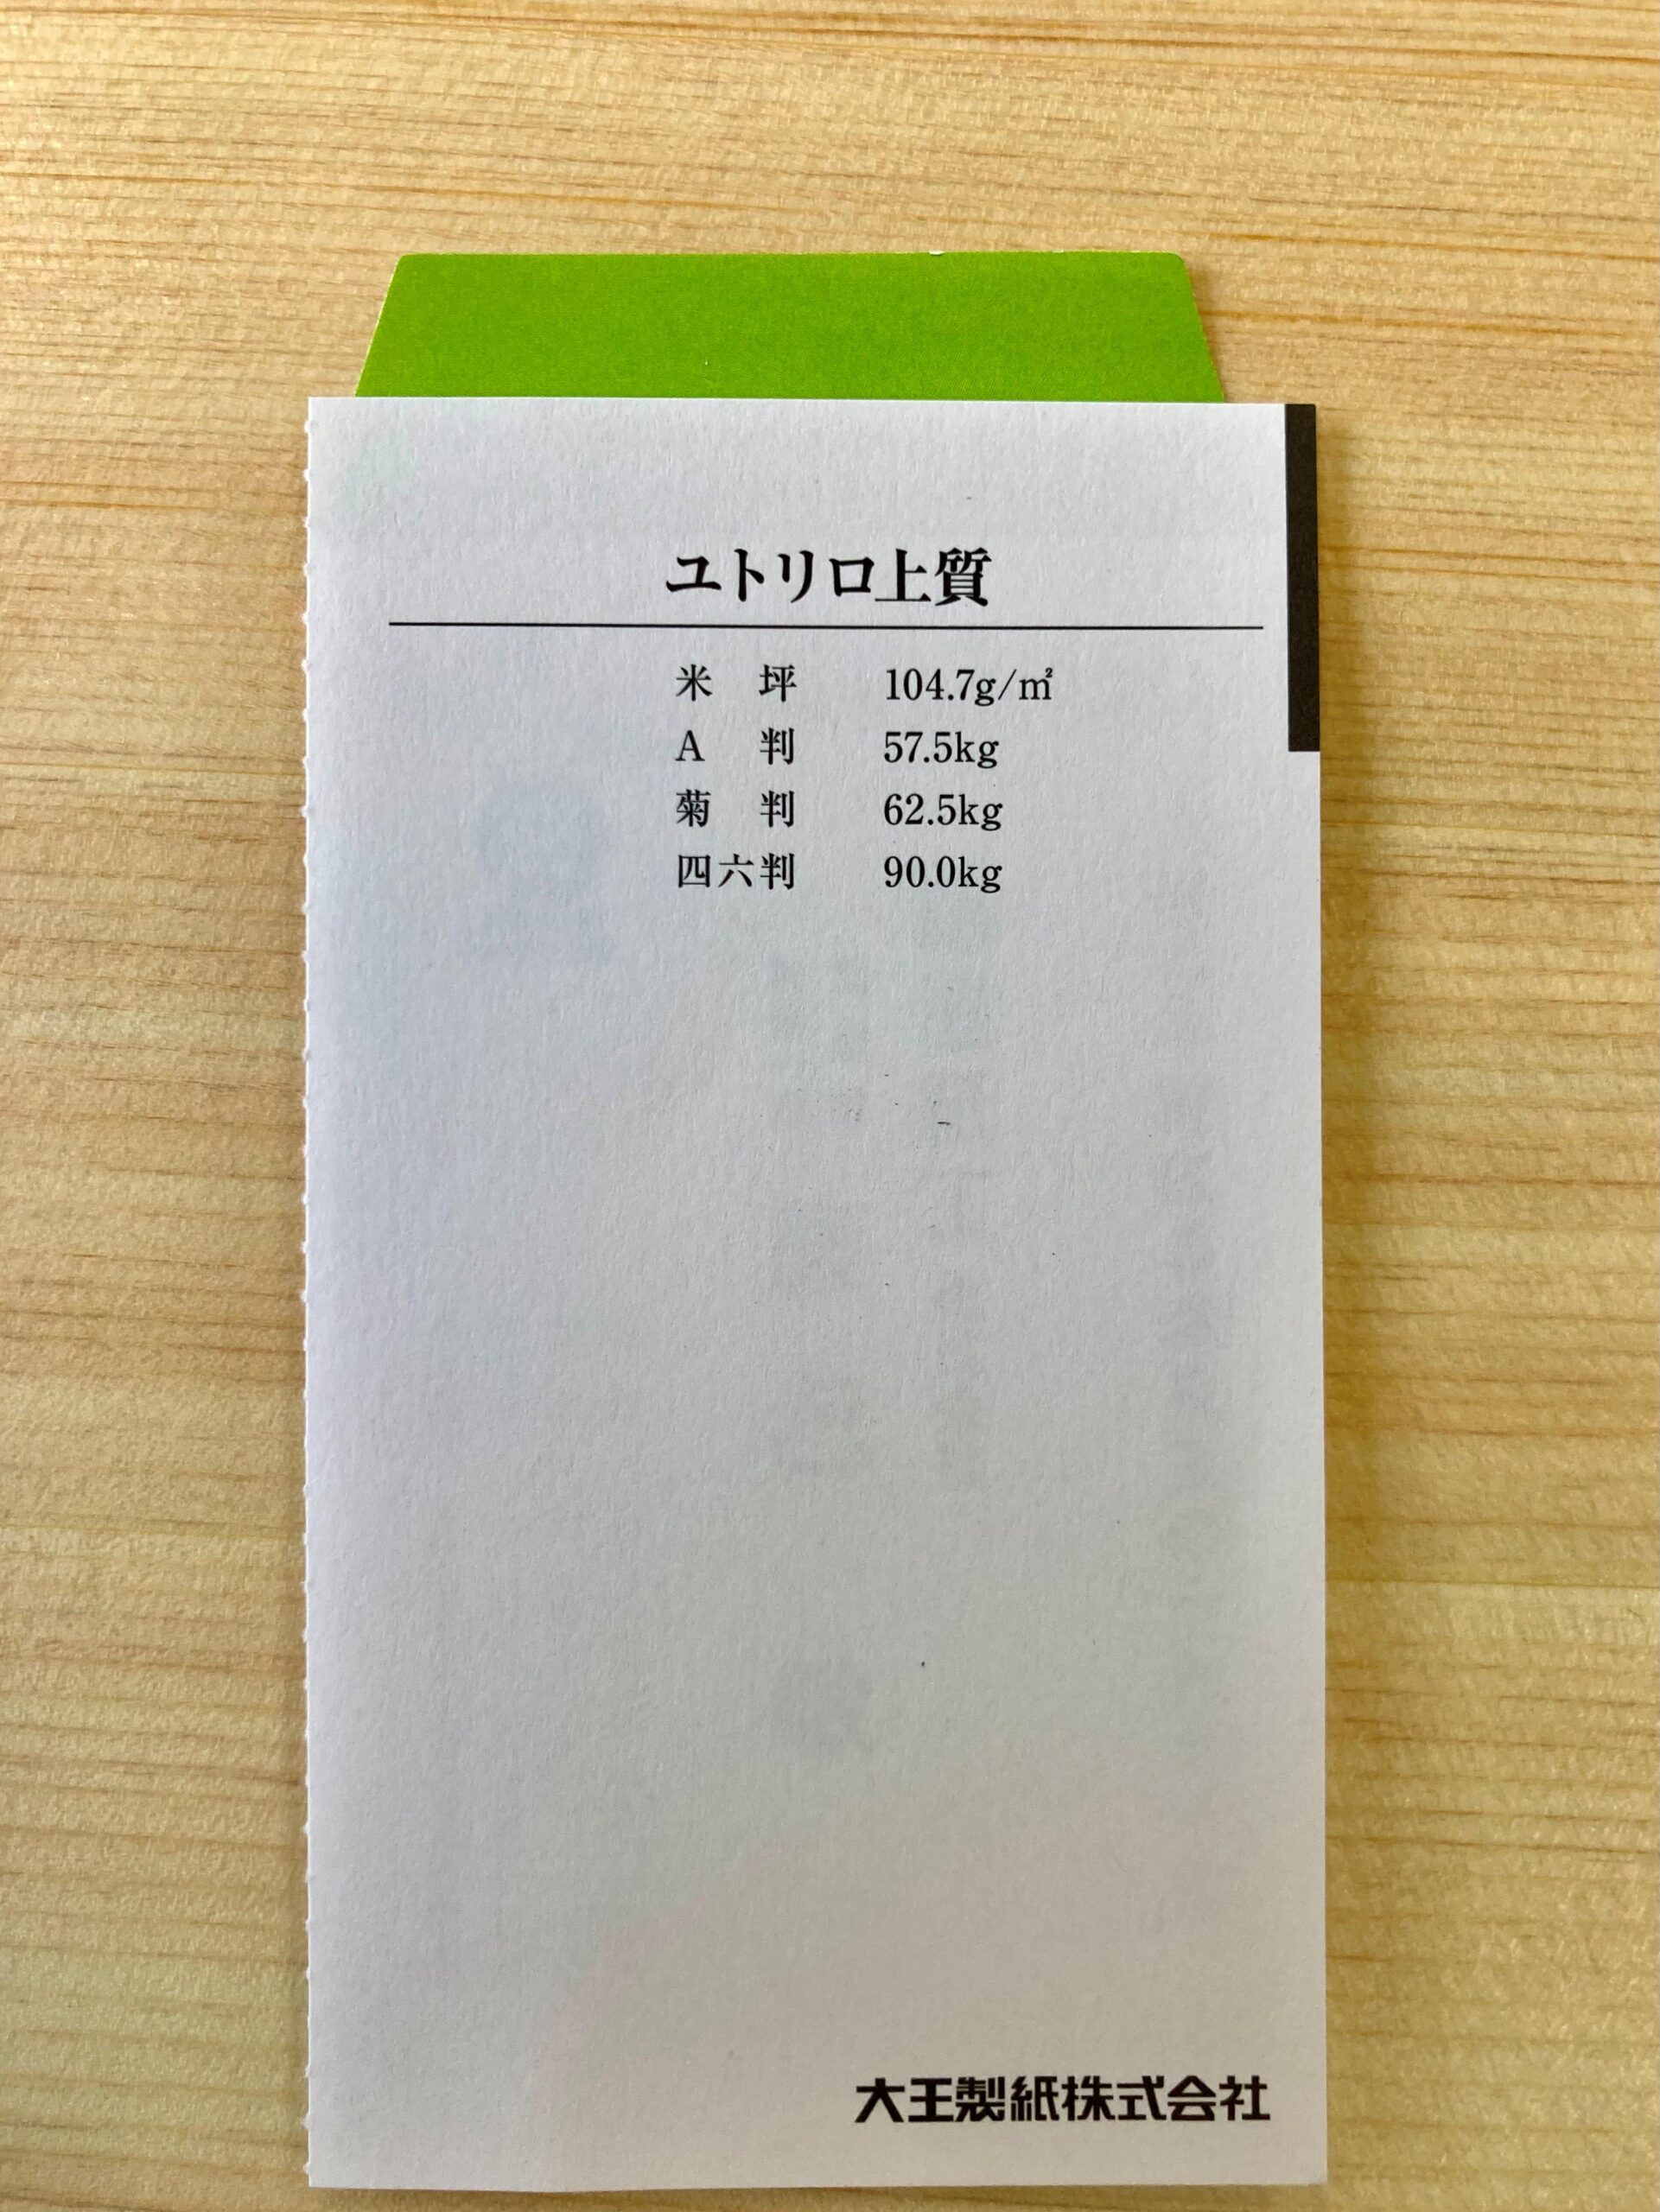 ユトリロ上質
米坪 104.7g/㎡
A判 57.5kg
菊判 62.5kg
四六判 90.0kg
大王製紙株式会社